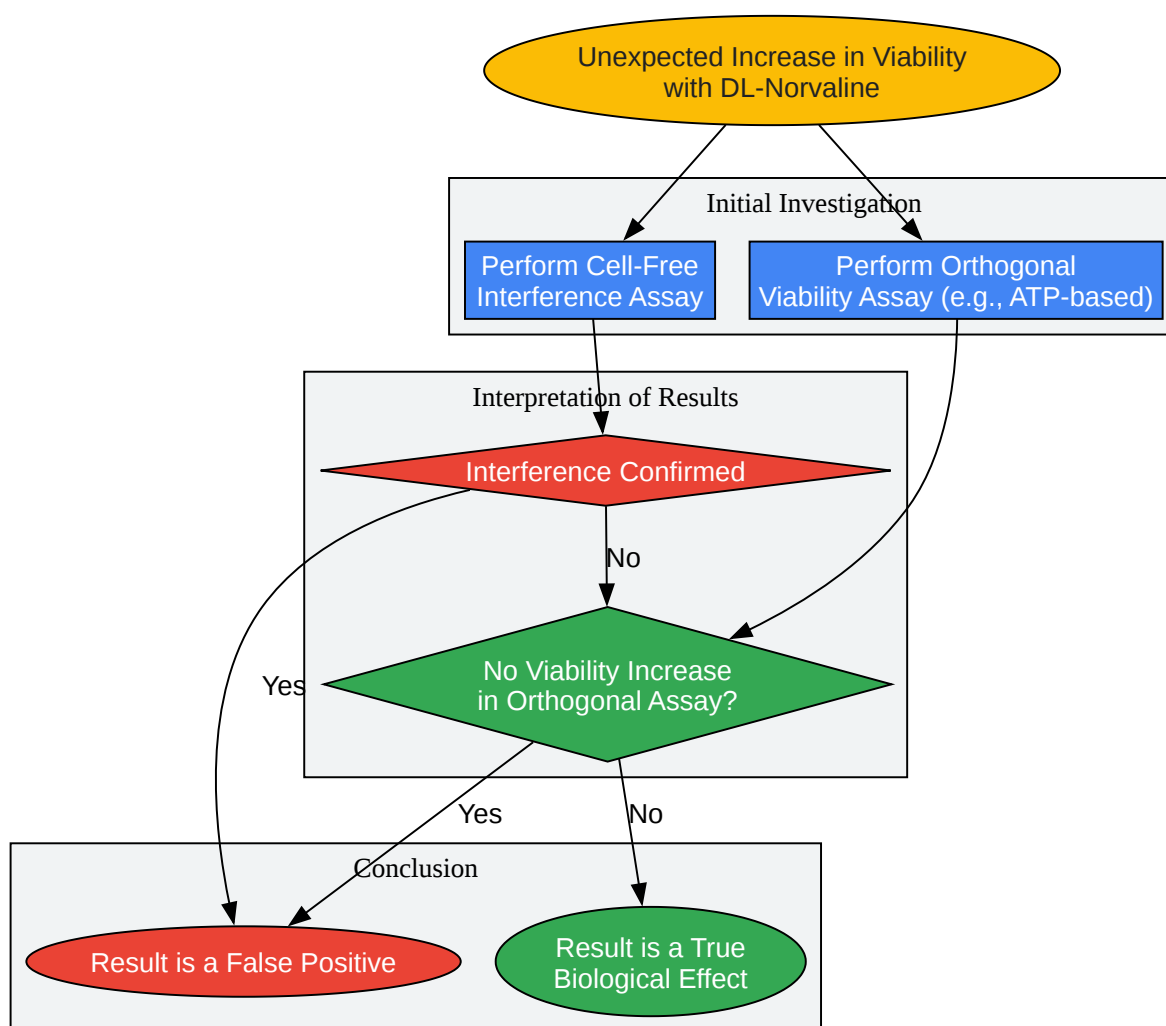 Unexpected Increase in Viability
with DL-Norvaline
Initial Investigation
Perform Cell-Free
Interference Assay
Perform Orthogonal
Viability Assay (e.g., ATP-based)
Interpretation of Results
Interference Confirmed
No
No Viability Increase
in Orthogonal Assay?
Yes
Yes
No
Conclusion
Result is a False Positive
Result is a True
Biological Effect